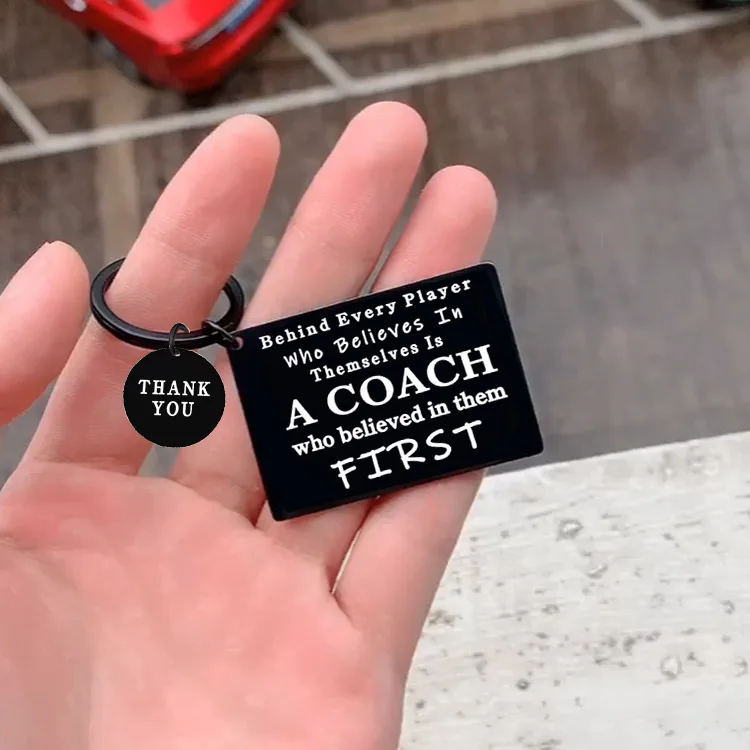 THANK
YOU
Behind Every Player
Who Believes In
Themselves Is
A COACH
who believed in them
FIRST